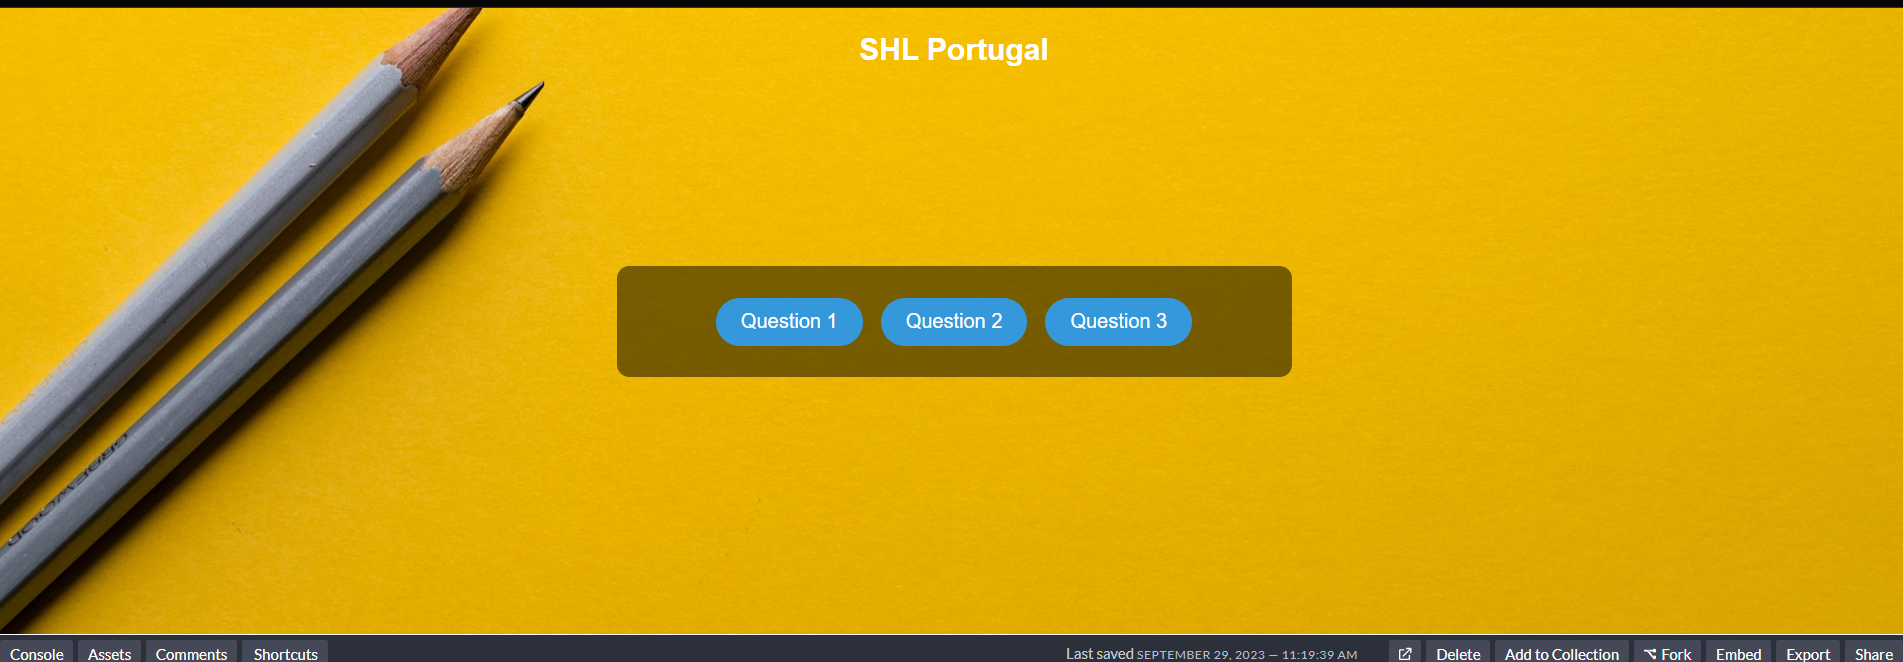 SHL Portugal
Question 1 Question 2 Question 3
Console Assets Comments Shortcuts Last saved SEPTEMBER 29, 2023 — 11:19:39 AM Delete Add to Collection Fork Embed Export Share